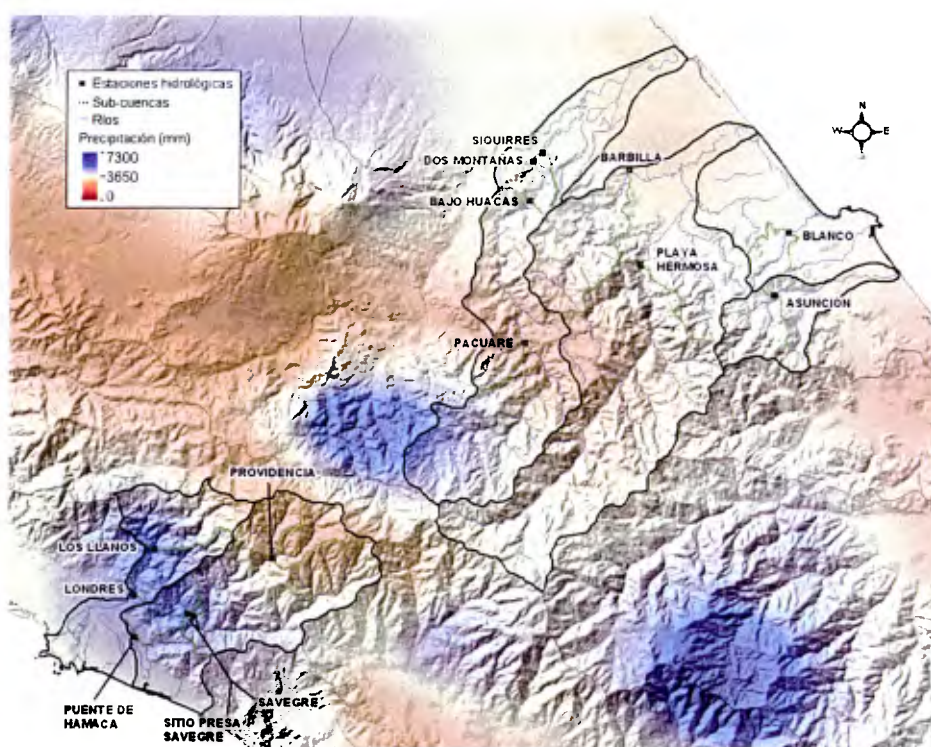 Estaciones hidrológicas
Sub-cuencas
Ríos
Precipitación (mm)
7300
3650
0
N
W E
S
SIQUIRRES
DOS MONTAÑAS
BARBILLA
BAJO HUACAS
BLANCO
PLAYA
HERMOSA
ASUNCION
PACUARE
PROVIDENCIA
LOS LLANOS
LONDRES
PUENTE DE
HAMACA
SITIO PRESA
SAVEGRE
SAVEGRE